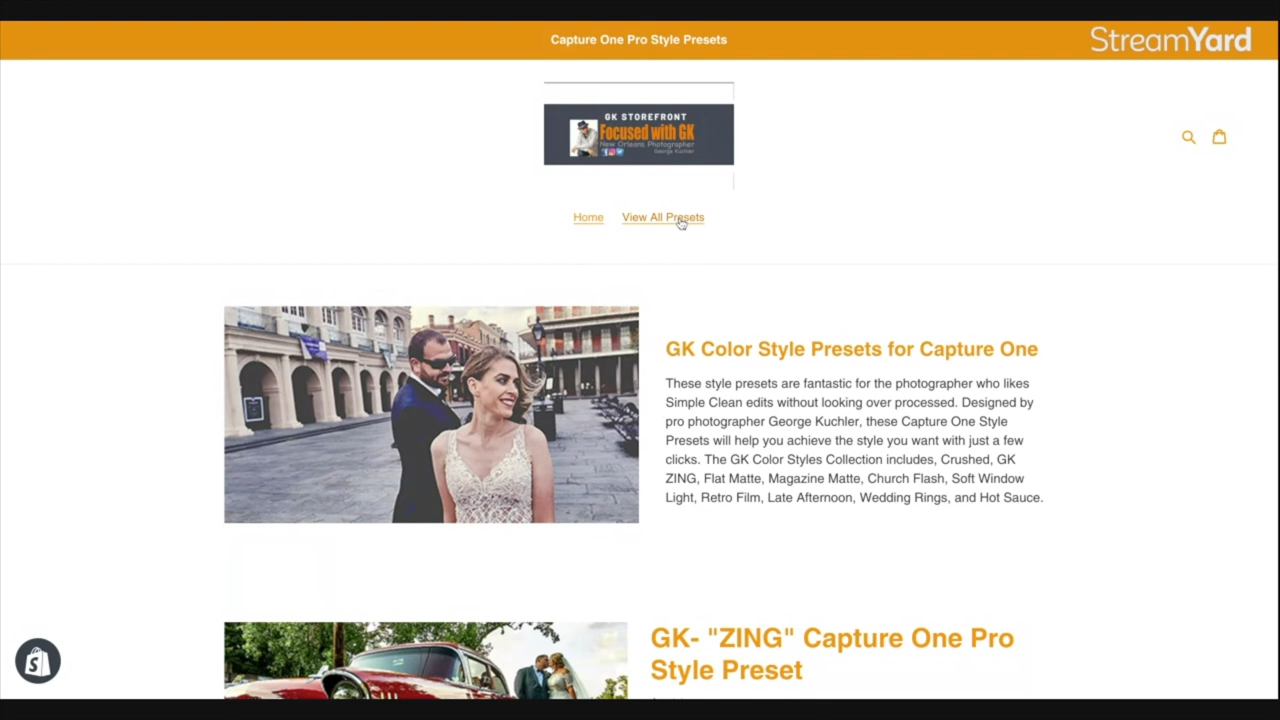 Capture One Pro Style Presets
StreamYard
GK STOREFRONT
Focused with GK
New Orleans Photographer
George Kuchler
Home View All Presets
GK Color Style Presets for Capture One
These style presets are fantastic for the photographer who likes
Simple Clean edits without looking over processed. Designed by
pro photographer George Kuchler, these Capture One Style
Presets will help you achieve the style you want with just a few
clicks. The GK Color Styles Collection includes, Crushed, GK
ZING, Flat Matte, Magazine Matte, Church Flash, Soft Window
Light, Retro Film, Late Afternoon, Wedding Rings, and Hot Sauce.
GK- "ZING" Capture One Pro
Style Preset